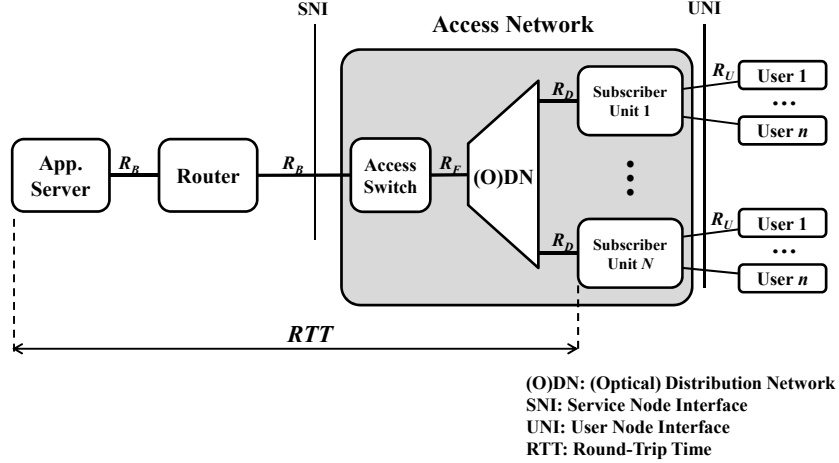 SNI
UNI
Access Network
App.
Server
R_B
Router
R_B
Access
Switch
R_F
(O)DN
R_D
Subscriber
Unit 1
R_U
User 1
...
User n
R_D
Subscriber
Unit N
R_U
User 1
...
User n
RTT
(O)DN: (Optical) Distribution Network
SNI: Service Node Interface
UNI: User Node Interface
RTT: Round-Trip Time